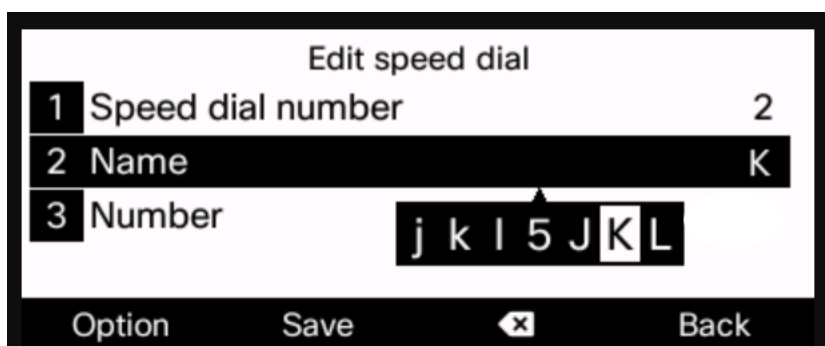 Edit speed dial
1 Speed dial number 2
2 Name K
3 Number
j k l 5 J K L
Option Save Back